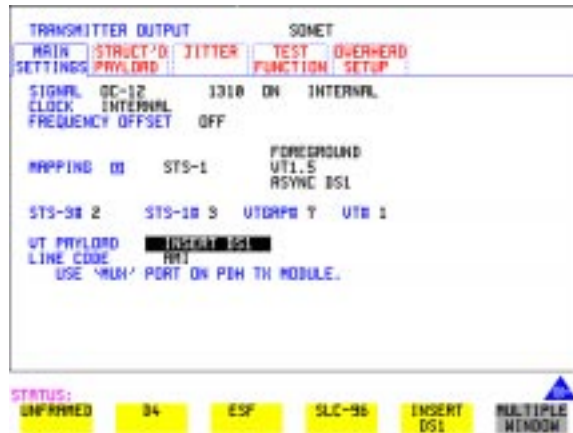 TRANSMITTER OUTPUT SONET
MAIN SETTINGS STRUCT'D PAYLOAD JITTER TEST FUNCTION OVERHEAD SETUP
SIGNAL OC-12 1310 ON INTERNAL
CLOCK INTERNAL
FREQUENCY OFFSET OFF
FOREGROUND
MAPPING STS-1 VT1.5
ASYNC DS1
STS-3# 2 STS-1# 3 VTGRP# 7 VT# 1
VT PAYLOAD INSERT DS1
LINE CODE AMI
USE 'MUX' PORT ON PDH TX MODULE.
STATUS:
UNFRAMED D4 ESF SLC-96 INSERT DS1 MULTIPLE WINDOW